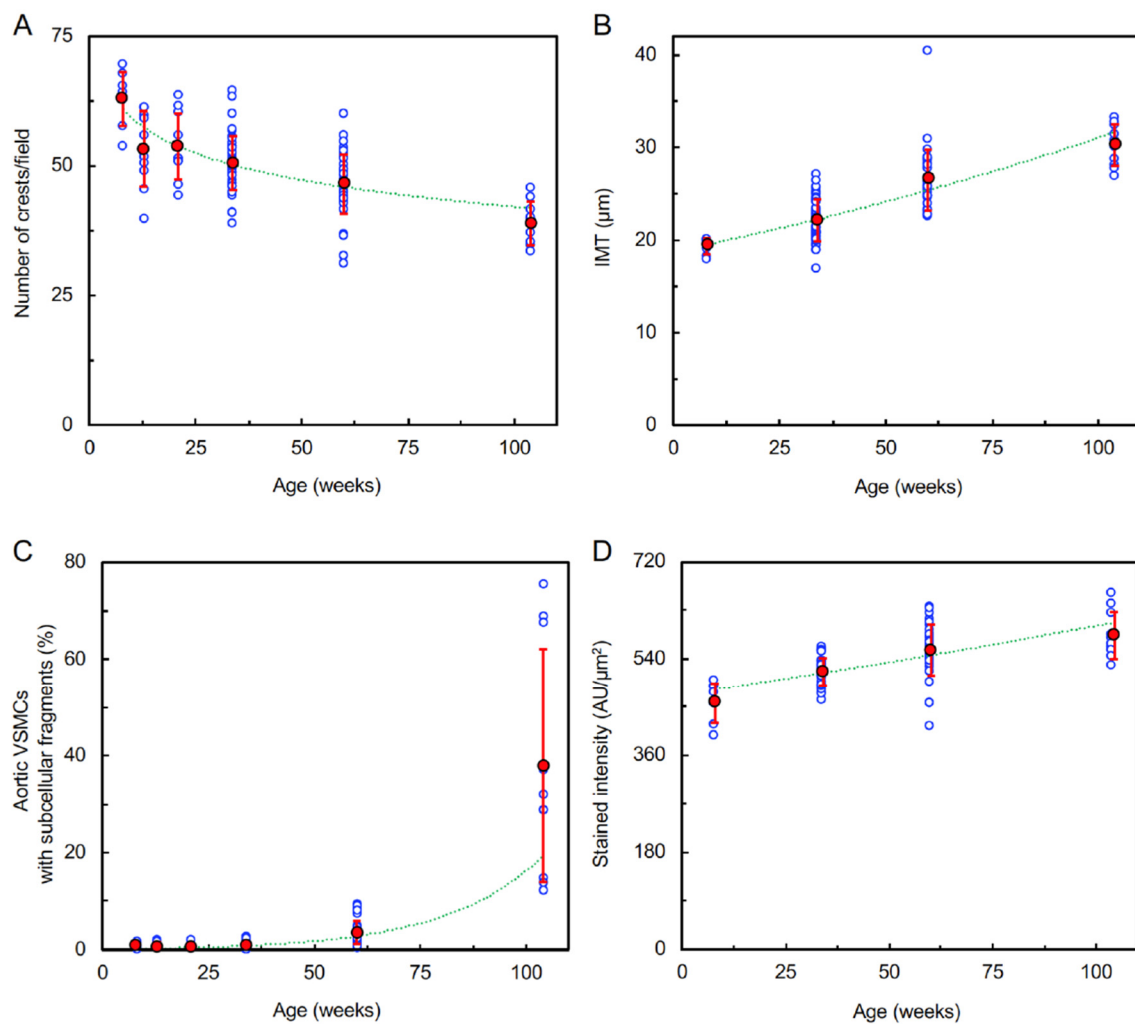 A
75
50
25
0
Number of crests/field
0 25 50 75 100
Age (weeks)
B
40
30
20
10
0
IMT (µm)
0 25 50 75 100
Age (weeks)
C
80
60
40
20
0
Aortic VSMCs
with subcellular fragments (%)
0 25 50 75 100
Age (weeks)
D
720
540
360
180
0
Stained intensity (AU/µm²)
0 25 50 75 100
Age (weeks)